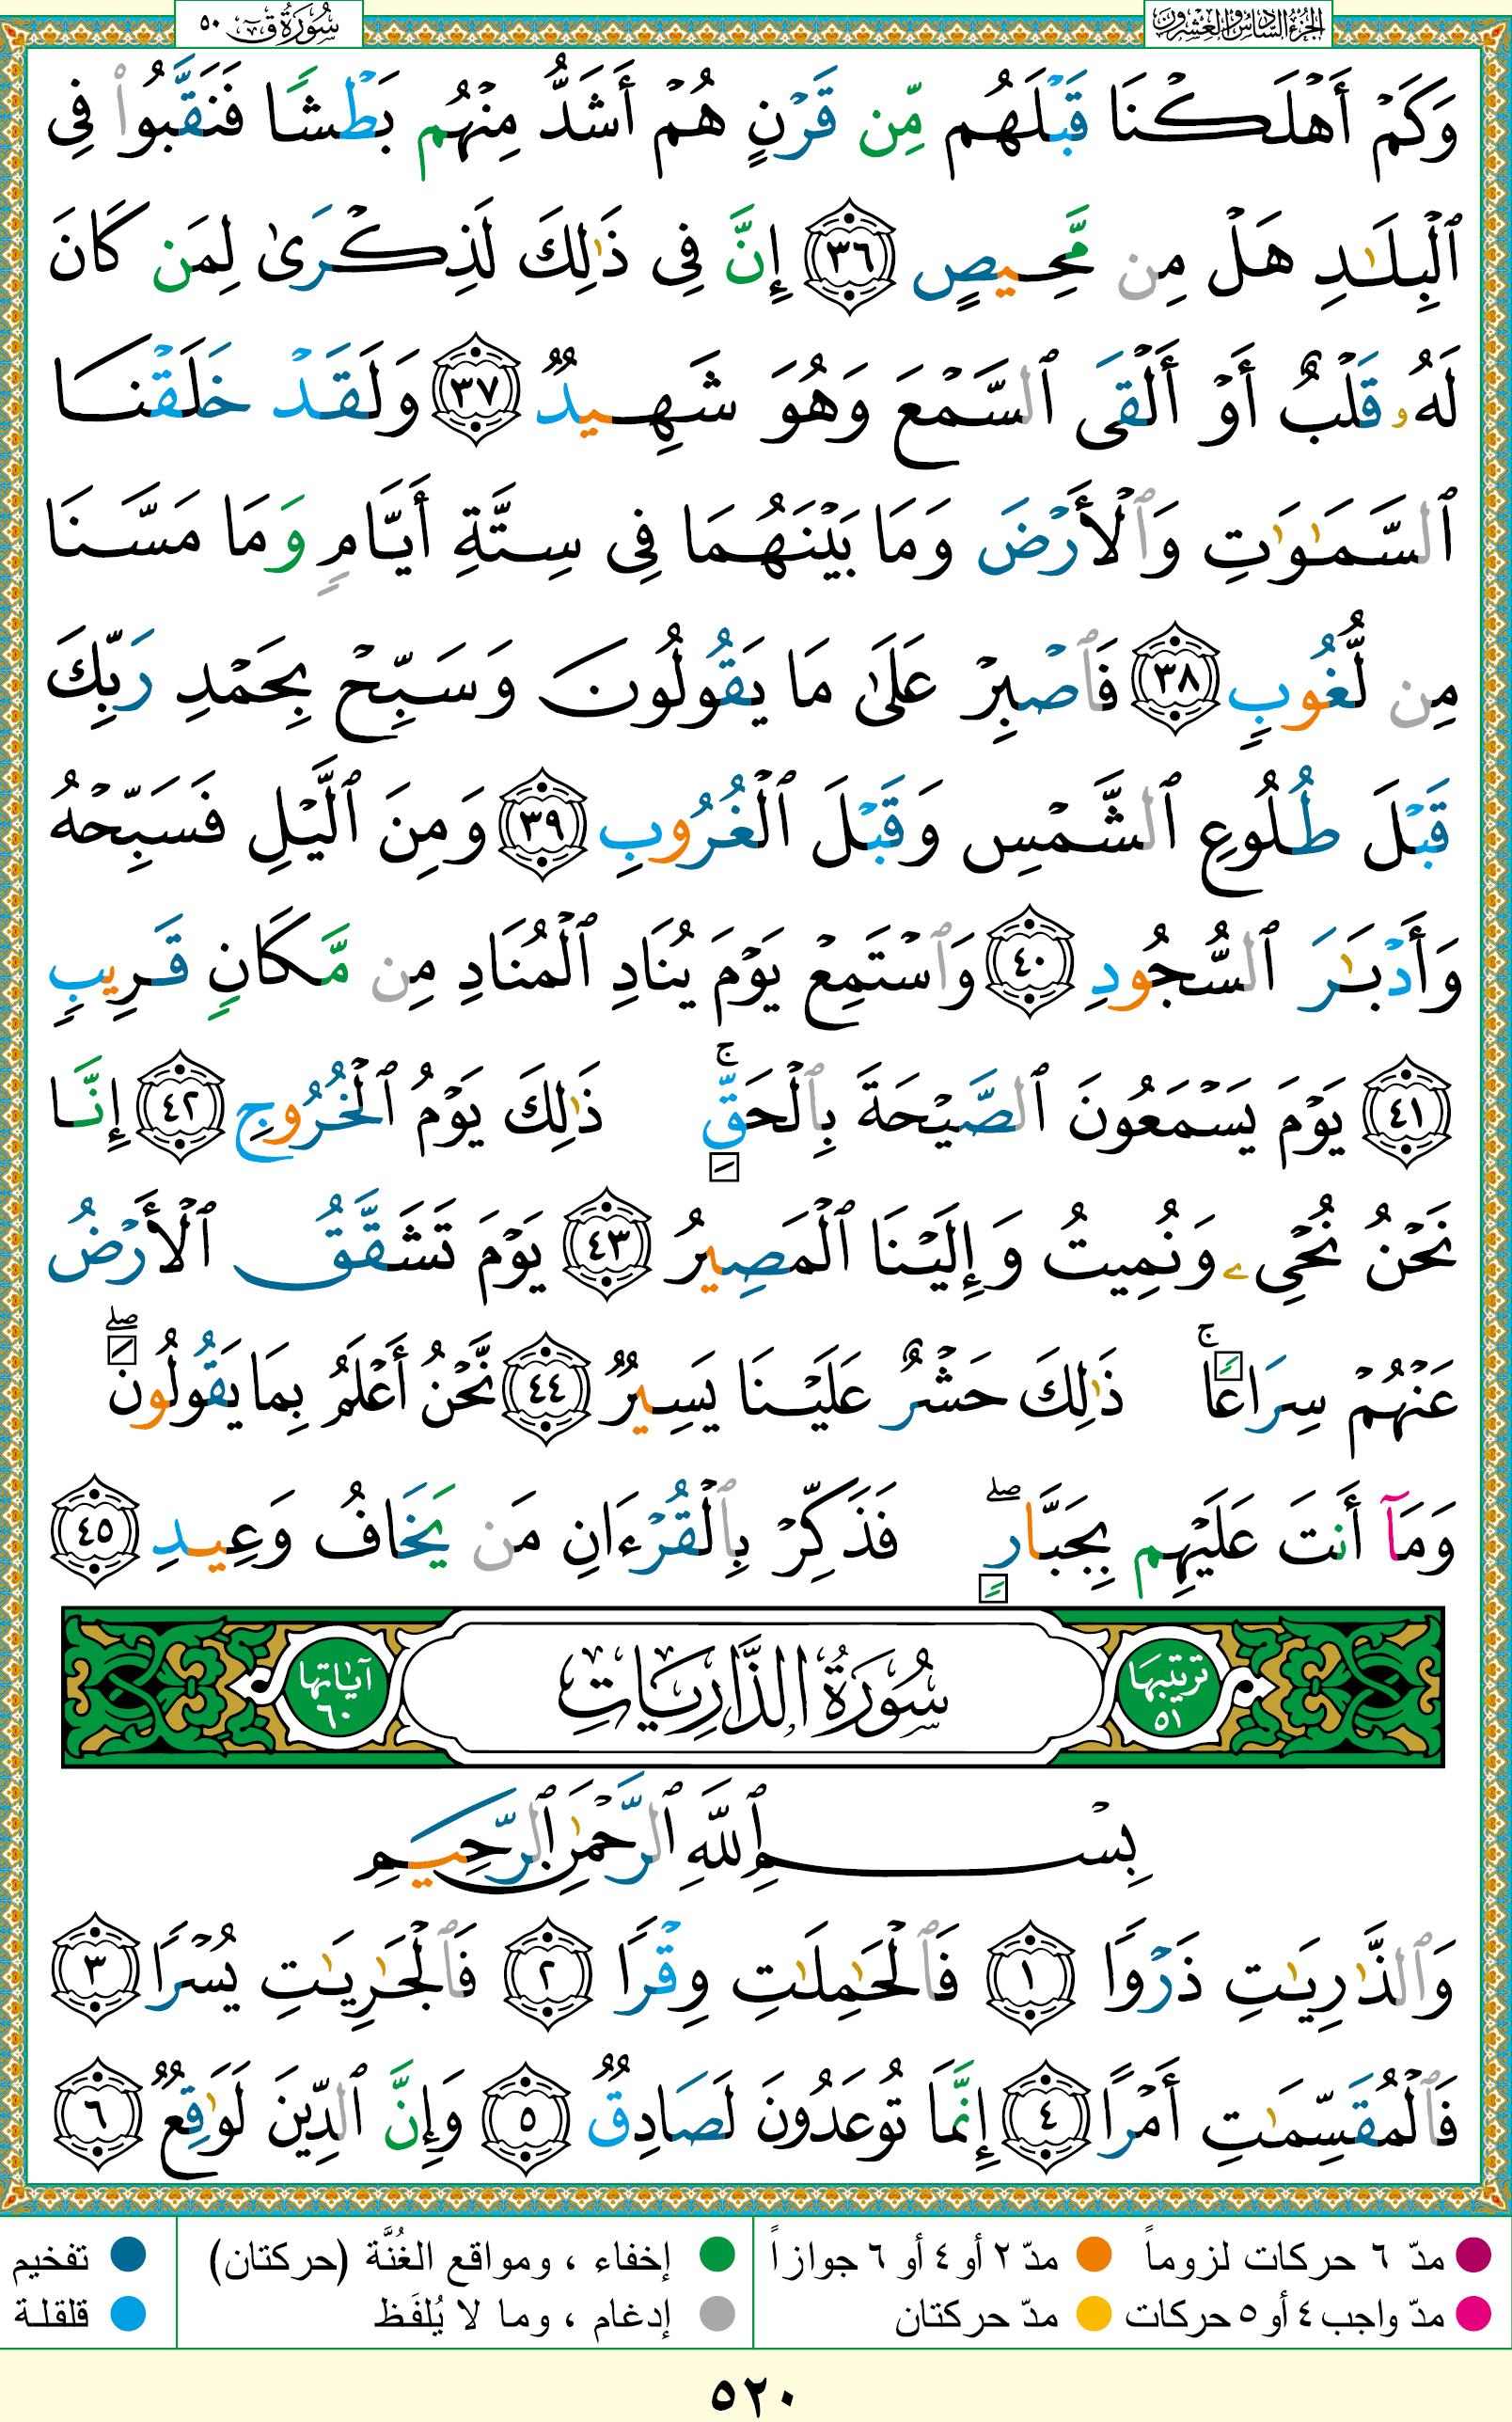 سُورَةُ قٓ ٥٠
الجزء السادس والعشرون
وَكَمْ أَهْلَكْنَا قَبْلَهُم مِّن قَرْنٍ هُمْ أَشَدُّ مِنْهُم بَطْشًا فَنَقَّبُوا۟ فِى
ٱلْبِلَـٰدِ هَلْ مِن مَّحِيصٍ ٣٦ إِنَّ فِى ذَٰلِكَ لَذِكْرَىٰ لِمَن كَانَ
لَهُۥ قَلْبٌ أَوْ أَلْقَى ٱلسَّمْعَ وَهُوَ شَهِيدٌ ٣٧ وَلَقَدْ خَلَقْنَا
ٱلسَّمَـٰوَٰتِ وَٱلْأَرْضَ وَمَا بَيْنَهُمَا فِى سِتَّةِ أَيَّامٍ وَمَا مَسَّنَا
مِن لُّغُوبٍ ٣٨ فَٱصْبِرْ عَلَىٰ مَا يَقُولُونَ وَسَبِّحْ بِحَمْدِ رَبِّكَ
قَبْلَ طُلُوعِ ٱلشَّمْسِ وَقَبْلَ ٱلْغُرُوبِ ٣٩ وَمِنَ ٱلَّيْلِ فَسَبِّحْهُ
وَأَدْبَـٰرَ ٱلسُّجُودِ ٤٠ وَٱسْتَمِعْ يَوْمَ يُنَادِ ٱلْمُنَادِ مِن مَّكَانٍ قَرِيبٍ
٤١ يَوْمَ يَسْمَعُونَ ٱلصَّيْحَةَ بِٱلْحَقِّ ۚ ذَٰلِكَ يَوْمُ ٱلْخُرُوجِ ٤٢ إِنَّا
نَحْنُ نُحْىِۦ وَنُمِيتُ وَإِلَيْنَا ٱلْمَصِيرُ ٤٣ يَوْمَ تَشَقَّقُ ٱلْأَرْضُ
عَنْهُمْ سِرَاعًا ۚ ذَٰلِكَ حَشْرٌ عَلَيْنَا يَسِيرٌ ٤٤ نَّحْنُ أَعْلَمُ بِمَا يَقُولُونَ ۖ
وَمَآ أَنتَ عَلَيْهِم بِجَبَّارٍ ۖ فَذَكِّرْ بِٱلْقُرْءَانِ مَن يَخَافُ وَعِيدِ ٤٥
ترتيبها ٥١
سُورَةُ الذَّارِيَاتِ
آياتها ٦٠
بِسْمِ ٱللَّهِ ٱلرَّحْمَـٰنِ ٱلرَّحِيمِ
وَٱلذَّٰرِيَـٰتِ ذَرْوًا ١ فَٱلْحَـٰمِلَـٰتِ وِقْرًا ٢ فَٱلْجَـٰرِيَـٰتِ يُسْرًا ٣
فَٱلْمُقَسِّمَـٰتِ أَمْرًا ٤ إِنَّمَا تُوعَدُونَ لَصَادِقٌ ٥ وَإِنَّ ٱلدِّينَ لَوَٰقِعٌ ٦
مدّ ٦ حركات لزوماً
مدّ ٢ أو ٤ أو ٦ جوازاً
إخفاء ، ومواقع الغُنَّة (حركتان)
تفخيم
مدّ واجب ٤ أو ٥ حركات
مدّ حركتان
إدغام ، وما لا يُلفَظ
قلقلة
٥٢٠